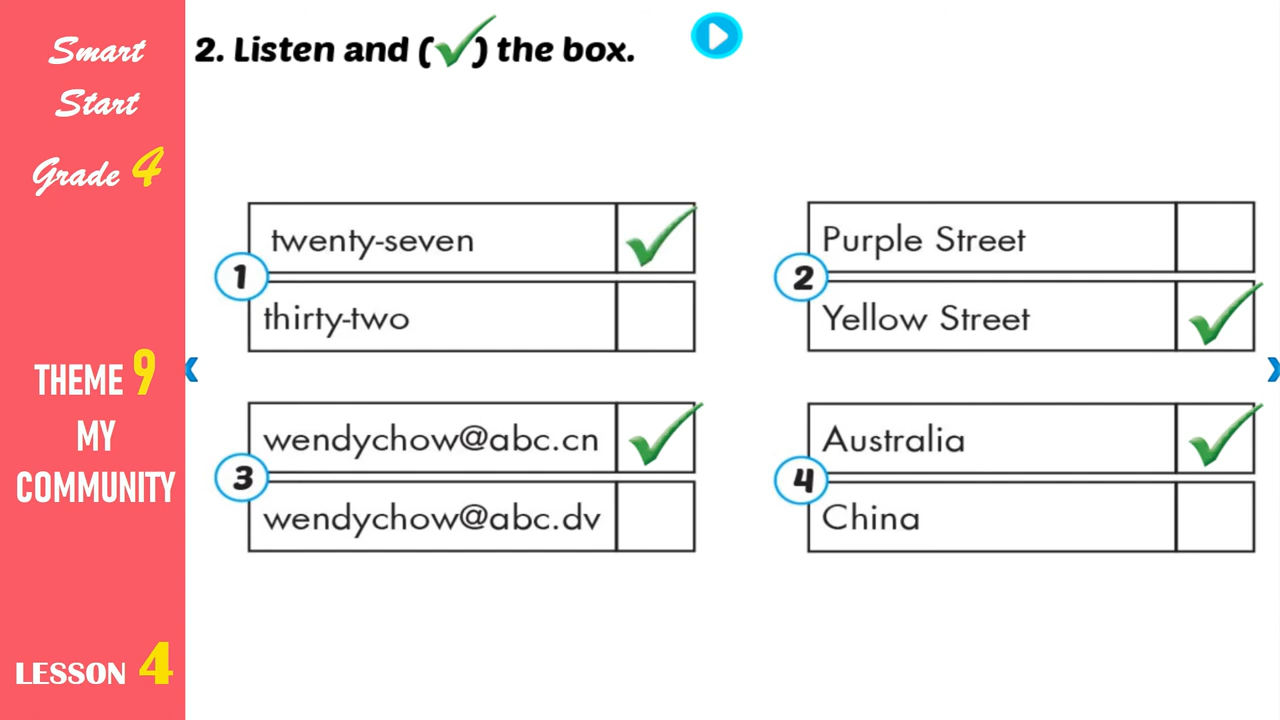 Smart
Start
Grade 4
THEME 9
MY
COMMUNITY
LESSON 4
2. Listen and (✓) the box.
1
twenty-seven ✓
thirty-two
2
Purple Street
Yellow Street ✓
3
wendychow@abc.cn ✓
wendychow@abc.dv
4
Australia ✓
China